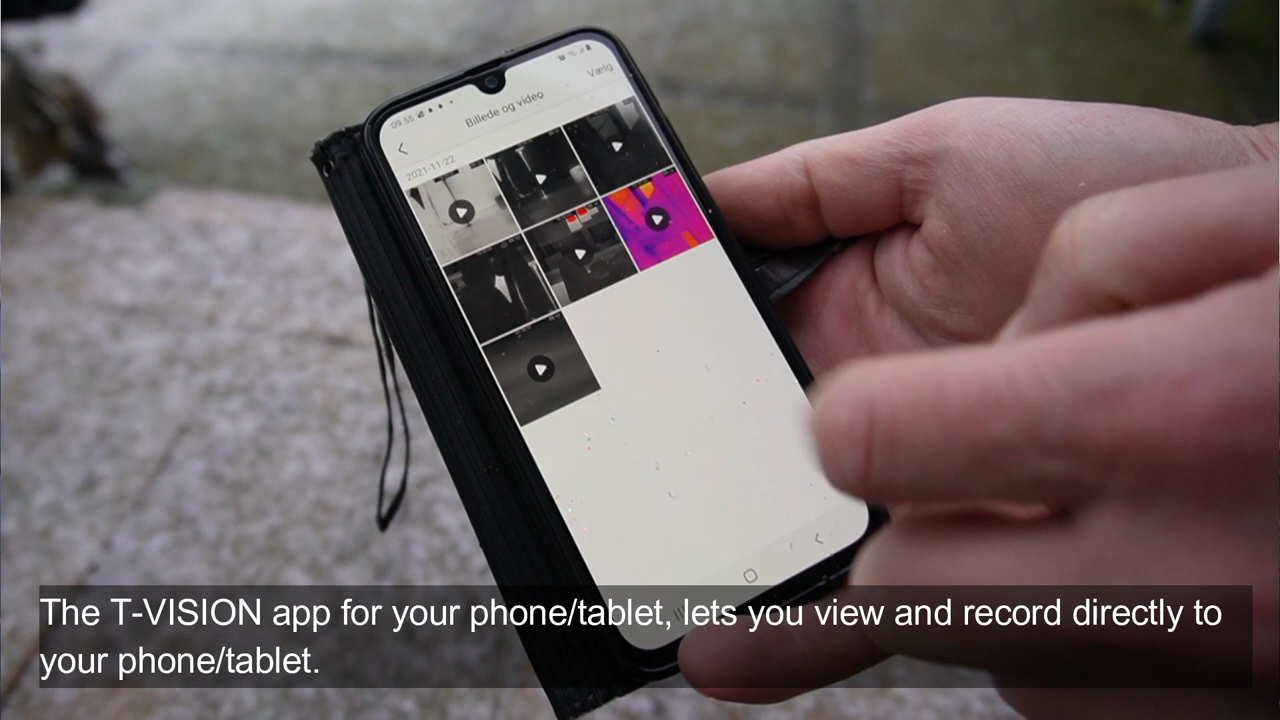 09.55
Vælg
Billede og video
2021-11-22
The T-VISION app for your phone/tablet, lets you view and record directly to
your phone/tablet.